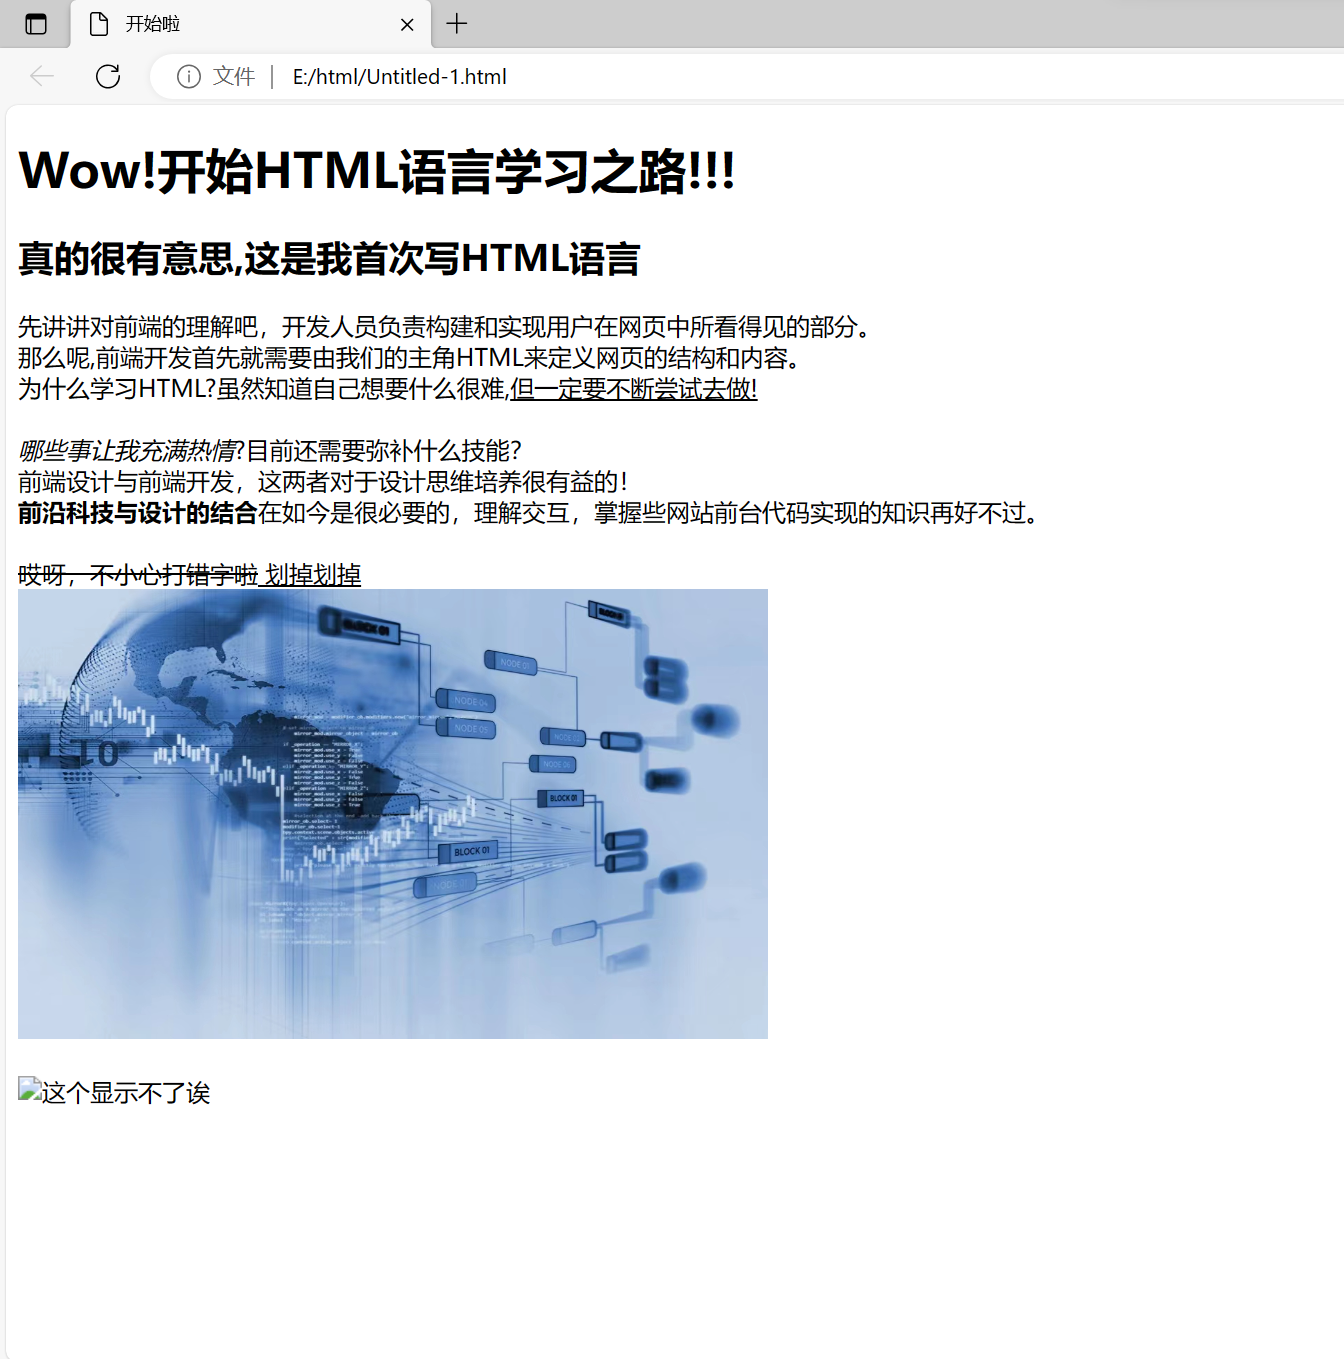 开始啦
文件 E:/html/Untitled-1.html
Wow!开始HTML语言学习之路!!!
真的很有意思,这是我首次写HTML语言
先讲讲对前端的理解吧，开发人员负责构建和实现用户在网页中所看得见的部分。
那么呢,前端开发首先就需要由我们的主角HTML来定义网页的结构和内容。
为什么学习HTML?虽然知道自己想要什么很难,但一定要不断尝试去做!
哪些事让我充满热情?目前还需要弥补什么技能?
前端设计与前端开发，这两者对于设计思维培养很有益的！
前沿科技与设计的结合在如今是很必要的，理解交互，掌握些网站前台代码实现的知识再好不过。
哎呀，不小心打错字啦 划掉划掉
BLOCK 01
NODE 01
NODE 04
NODE 05
BLOCK 01
BLOCK 01
10
这个显示不了诶